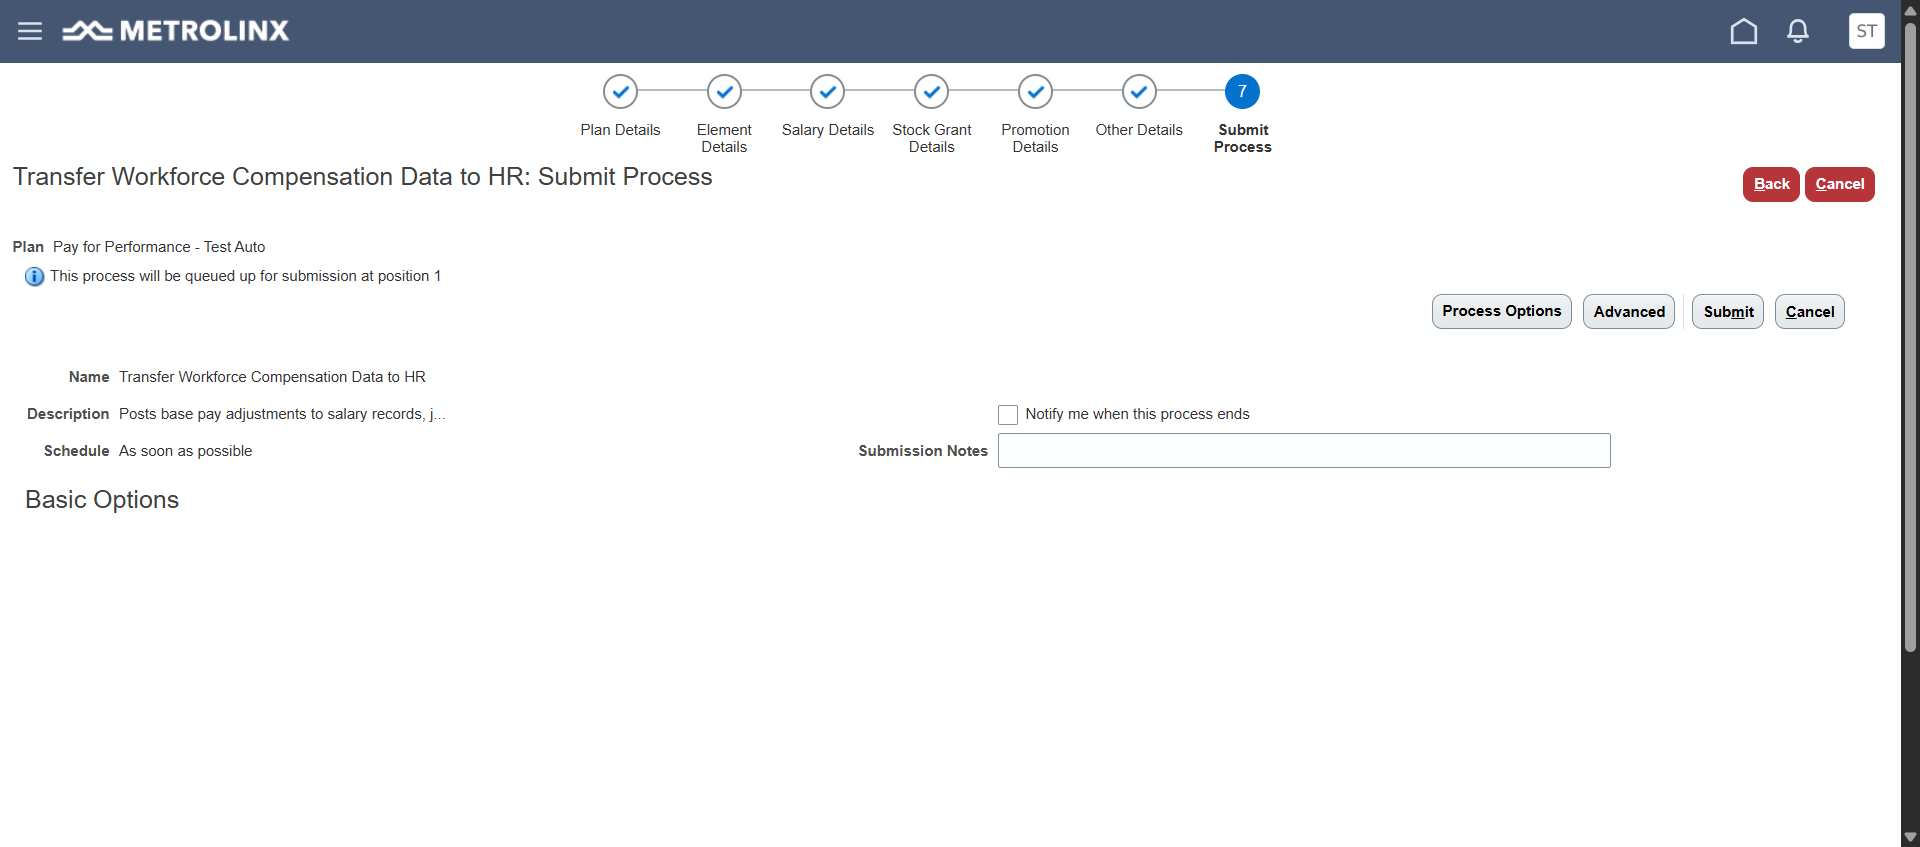 METROLINX
ST
7
Plan Details
Element
Details
Salary Details
Stock Grant
Details
Promotion
Details
Other Details
Submit
Process
Transfer Workforce Compensation Data to HR: Submit Process
Back
Cancel
Plan Pay for Performance - Test Auto
This process will be queued up for submission at position 1
Process Options
Advanced
Submit
Cancel
Name Transfer Workforce Compensation Data to HR
Description Posts base pay adjustments to salary records, j...
Notify me when this process ends
Schedule As soon as possible
Submission Notes
Basic Options